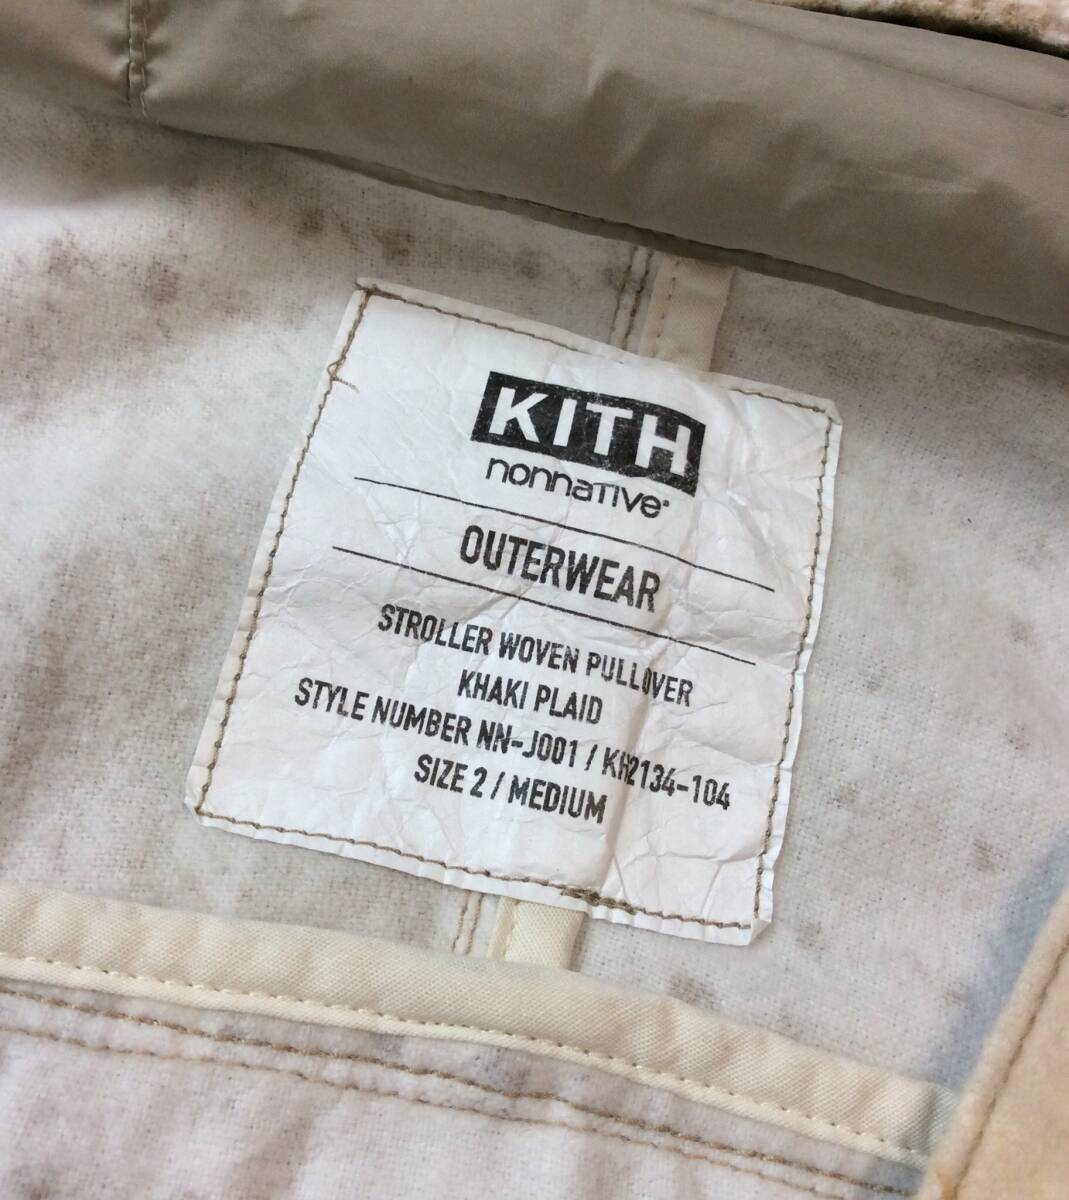 KITH
nonnative
OUTERWEAR
STROLLER WOVEN PULLOVER
KHAKI PLAID
STYLE NUMBER NN-J001 / KH2134-104
SIZE 2 / MEDIUM